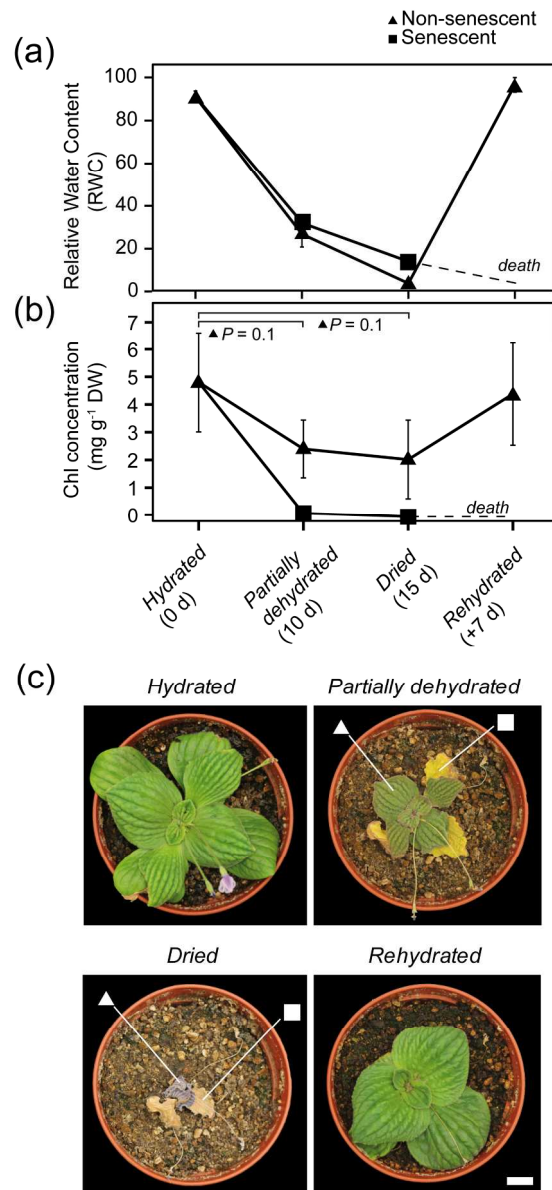 ▲ Non-senescent
■ Senescent
(a)
Relative Water Content
(RWC)
100
80
60
40
20
0
death
(b)
Chl concentration
(mg g⁻¹ DW)
7
6
5
4
3
2
1
0
▲ P = 0.1
▲ P = 0.1
death
Hydrated
(0 d)
Partially
dehydrated
(10 d)
Dried
(15 d)
Rehydrated
(+7 d)
(c)
Hydrated
Partially dehydrated
Dried
Rehydrated